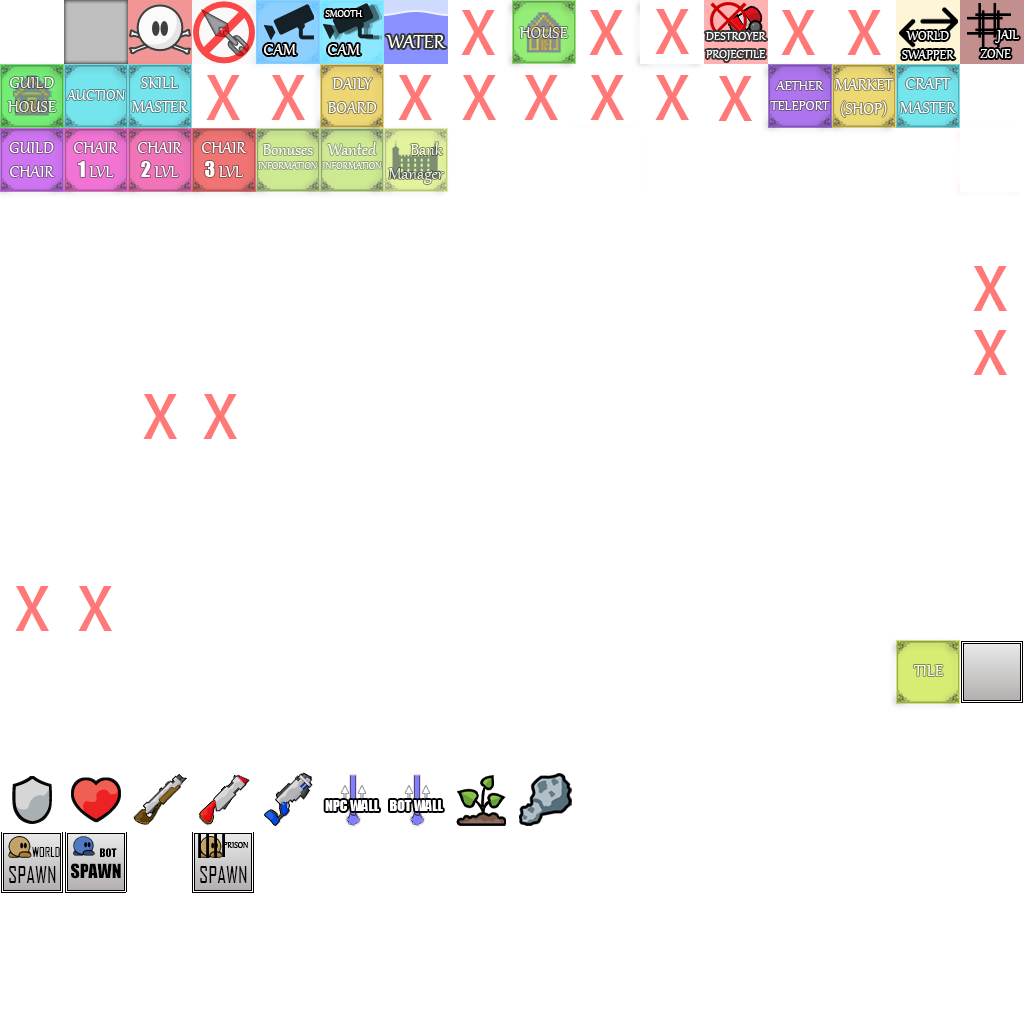 CAM
SMOOTH
CAM
WATER
X
HOUSE
X
X
DESTROYER
PROJECTILE
X
X
WORLD
SWAPPER
JAIL
ZONE
GUILD
HOUSE
AUCTION
SKILL
MASTER
X
X
DAILY
BOARD
X
X
X
X
X
X
AETHER
TELEPORT
MARKET
(SHOP)
CRAFT
MASTER
GUILD
CHAIR
CHAIR
1 LVL
CHAIR
2 LVL
CHAIR
3 LVL
Bonuses
INFORMATION
Wanted
INFORMATION
Bank
Manager
X
X
X
X
X
X
TILE
NPC WALL
BOT WALL
WORLD
SPAWN
BOT
SPAWN
PRISON
SPAWN